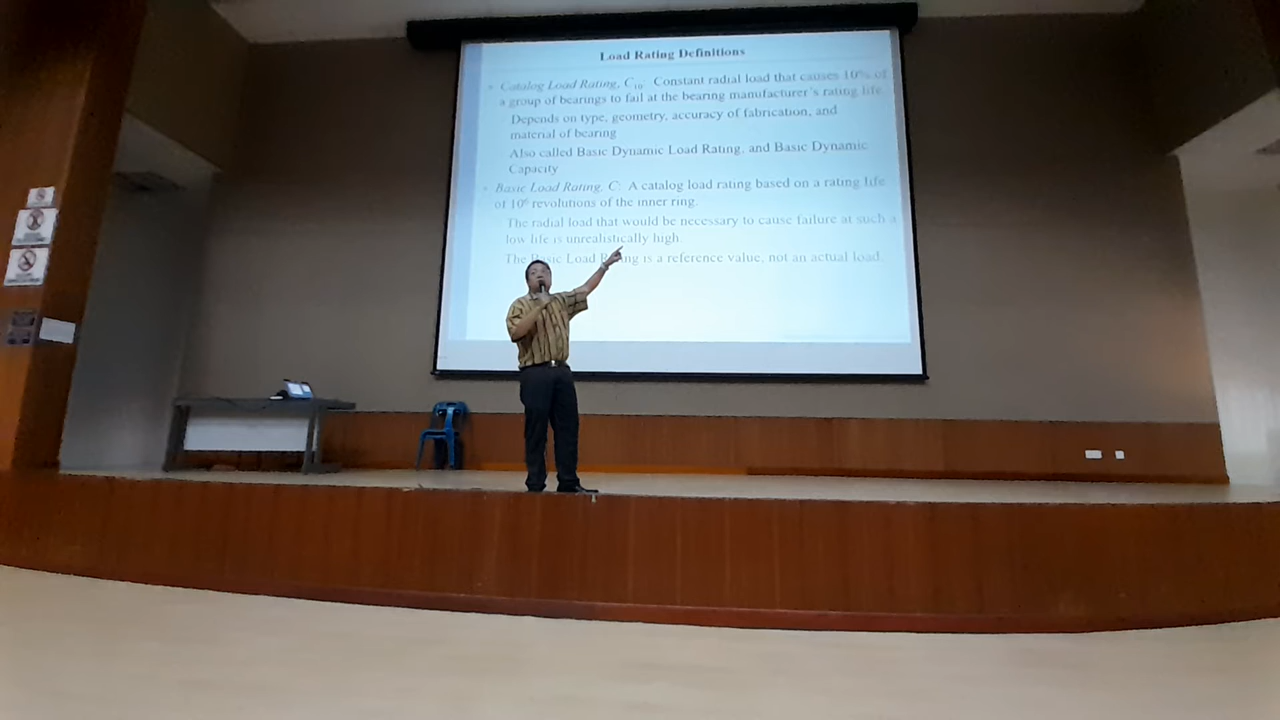 Load Rating Definitions
Catalog Load Rating, C10: Constant radial load that causes 10% of
a group of bearings to fail at the bearing manufacturer's rating life.
Depends on type, geometry, accuracy of fabrication, and
material of bearing
Also called Basic Dynamic Load Rating, and Basic Dynamic
Capacity
Basic Load Rating, C: A catalog load rating based on a rating life
of 10⁶ revolutions of the inner ring.
The radial load that would be necessary to cause failure at such a
low life is unrealistically high.
The Basic Load Rating is a reference value, not an actual load.